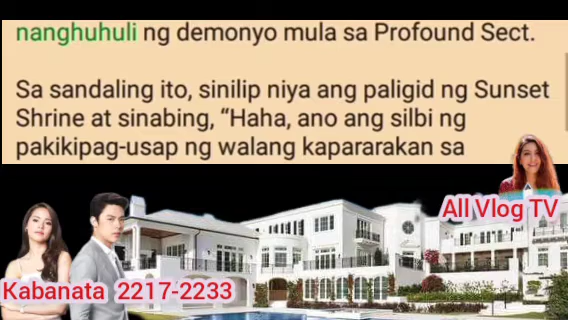 nanghuhuli ng demonyo mula sa Profound Sect.
Sa sandaling ito, sinilip niya ang paligid ng Sunset
Shrine at sinabing, “Haha, ano ang silbi ng
pakikipag-usap ng walang kapararakan sa
All Vlog TV
Kabanata 2217-2233